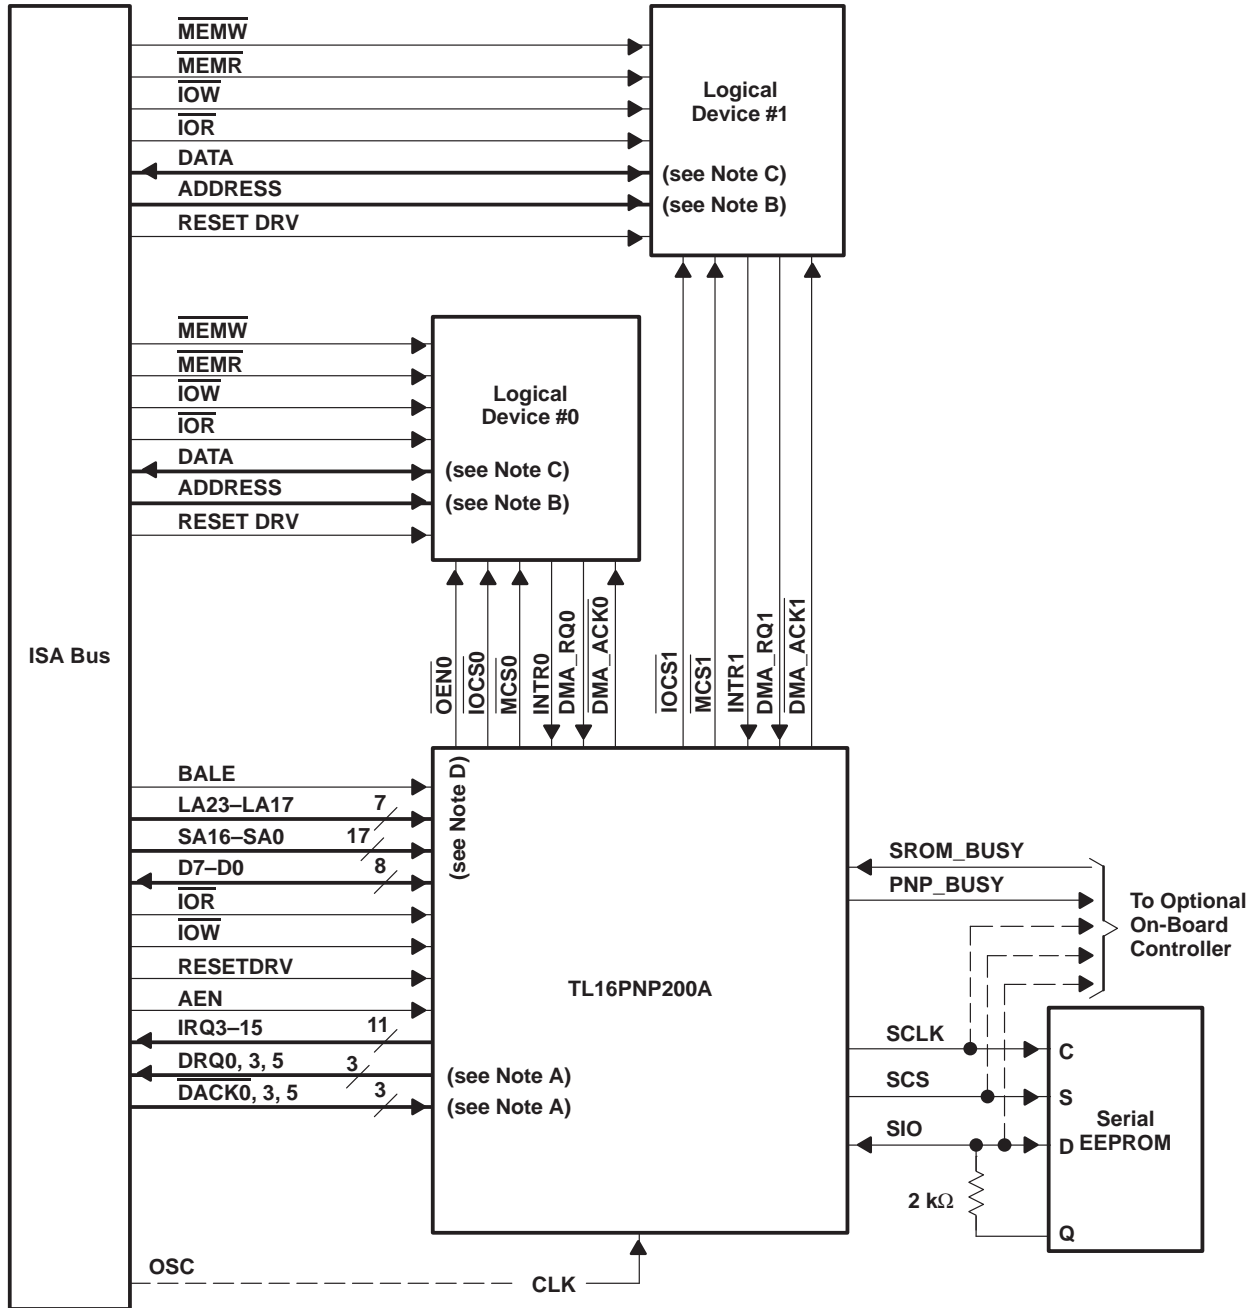 MEMW
MEMR
IOW
IOR
DATA
ADDRESS
RESET DRV
Logical
Device #1
(see Note C)
(see Note B)
MEMW
MEMR
IOW
IOR
DATA
ADDRESS
RESET DRV
Logical
Device #0
(see Note C)
(see Note B)
ISA Bus
OEN0
IOCS0
MCS0
INTR0
DMA_RQ0
DMA_ACK0
IOCS1
MCS1
INTR1
DMA_RQ1
DMA_ACK1
BALE
LA23–LA17 7
SA16–SA0 17
D7–D0 8
IOR
IOW
RESETDRV
AEN
IRQ3–15 11
DRQ0, 3, 5 3
DACK0, 3, 5 3
(see Note D)
TL16PNP200A
(see Note A)
(see Note A)
SROM_BUSY
PNP_BUSY
To Optional
On-Board
Controller
SCLK
SCS
SIO
C
S
D
Q
Serial
EEPROM
2 kΩ
OSC
CLK